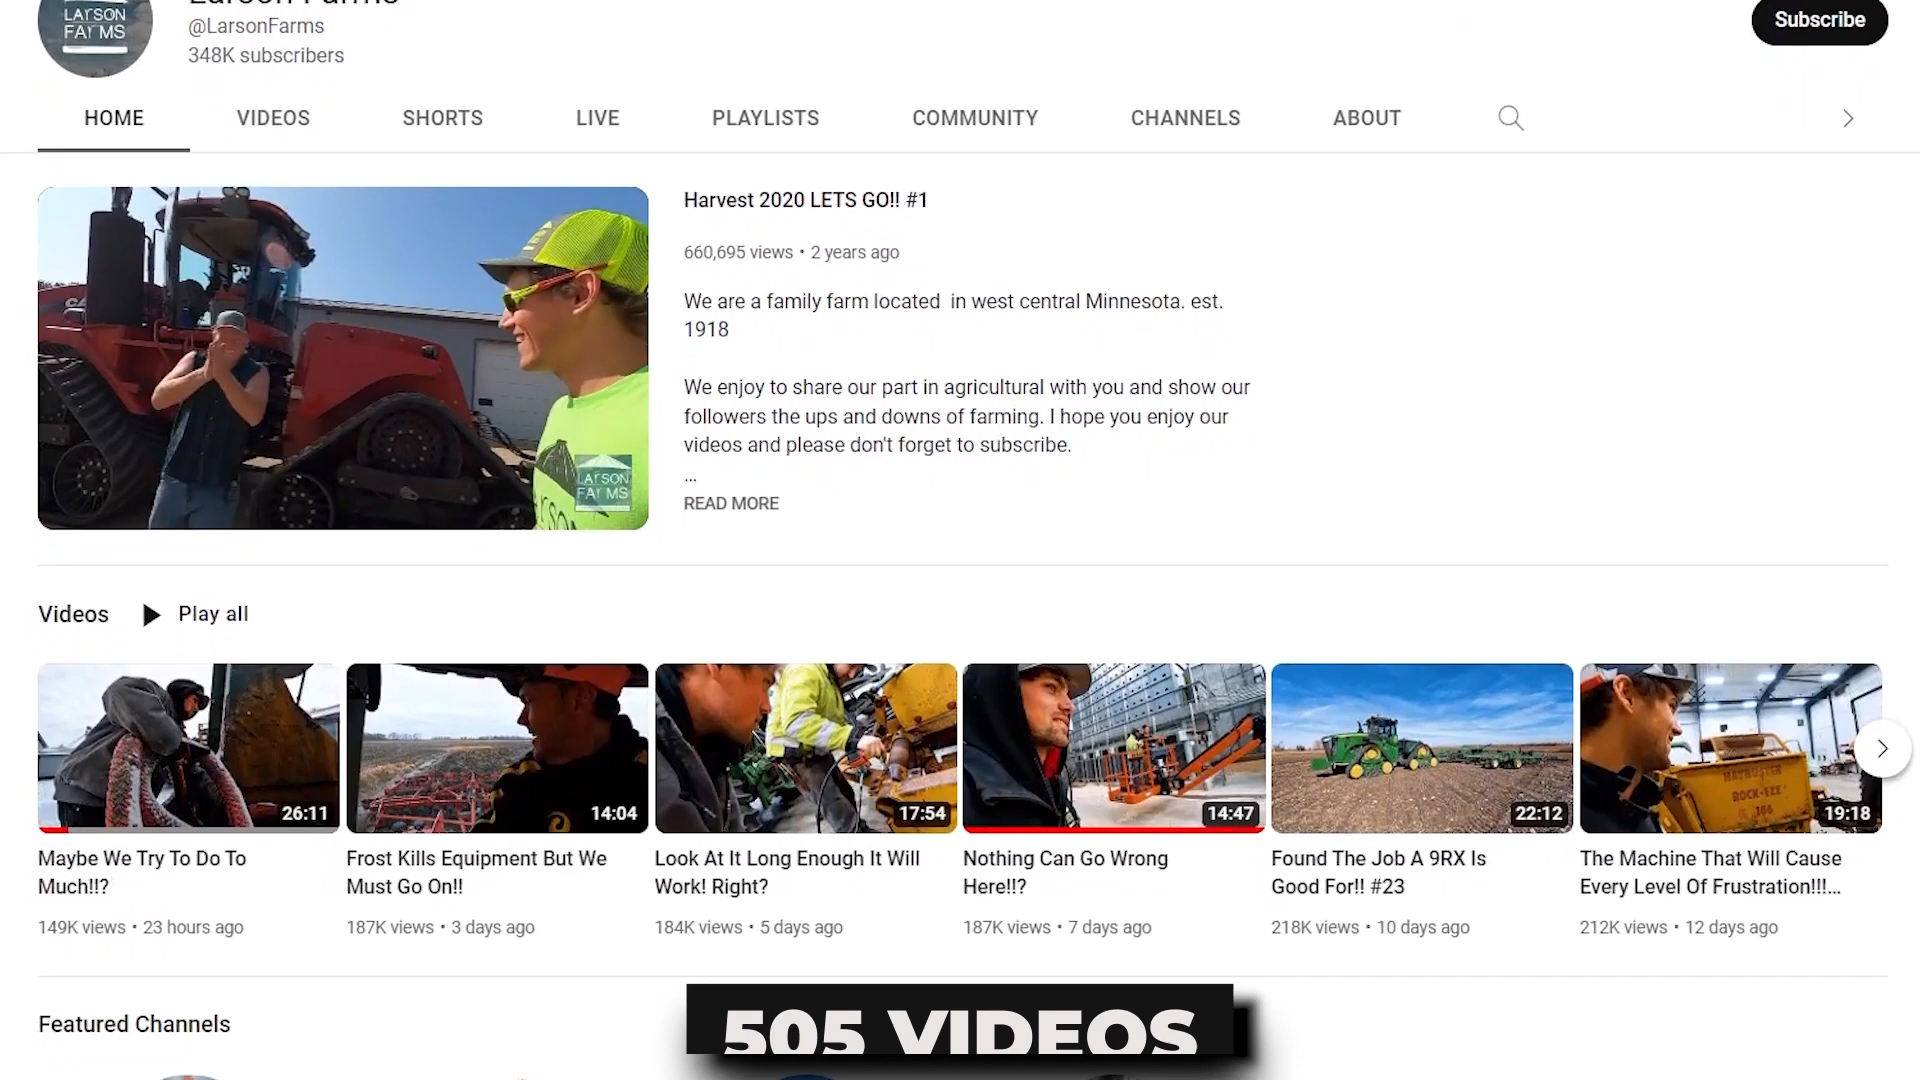 LARSON
FARMS
Larson Farms
@LarsonFarms
348K subscribers
Subscribe
HOME VIDEOS SHORTS LIVE PLAYLISTS COMMUNITY CHANNELS ABOUT
Harvest 2020 LETS GO!! #1
660,695 views • 2 years ago
We are a family farm located in west central Minnesota. est.
1918
We enjoy to share our part in agricultural with you and show our
followers the ups and downs of farming. I hope you enjoy our
videos and please don't forget to subscribe.
...
READ MORE
LARSON
FARMS
Videos Play all
26:11
14:04
17:54
14:47
22:12
HAYBUSTER
ROCK-EZE
106
19:18
Maybe We Try To Do To
Much!!?
149K views • 23 hours ago
Frost Kills Equipment But We
Must Go On!!
187K views • 3 days ago
Look At It Long Enough It Will
Work! Right?
184K views • 5 days ago
Nothing Can Go Wrong
Here!!?
187K views • 7 days ago
Found The Job A 9RX Is
Good For!! #23
218K views • 10 days ago
The Machine That Will Cause
Every Level Of Frustration!!!...
212K views • 12 days ago
Featured Channels
505 VIDEOS